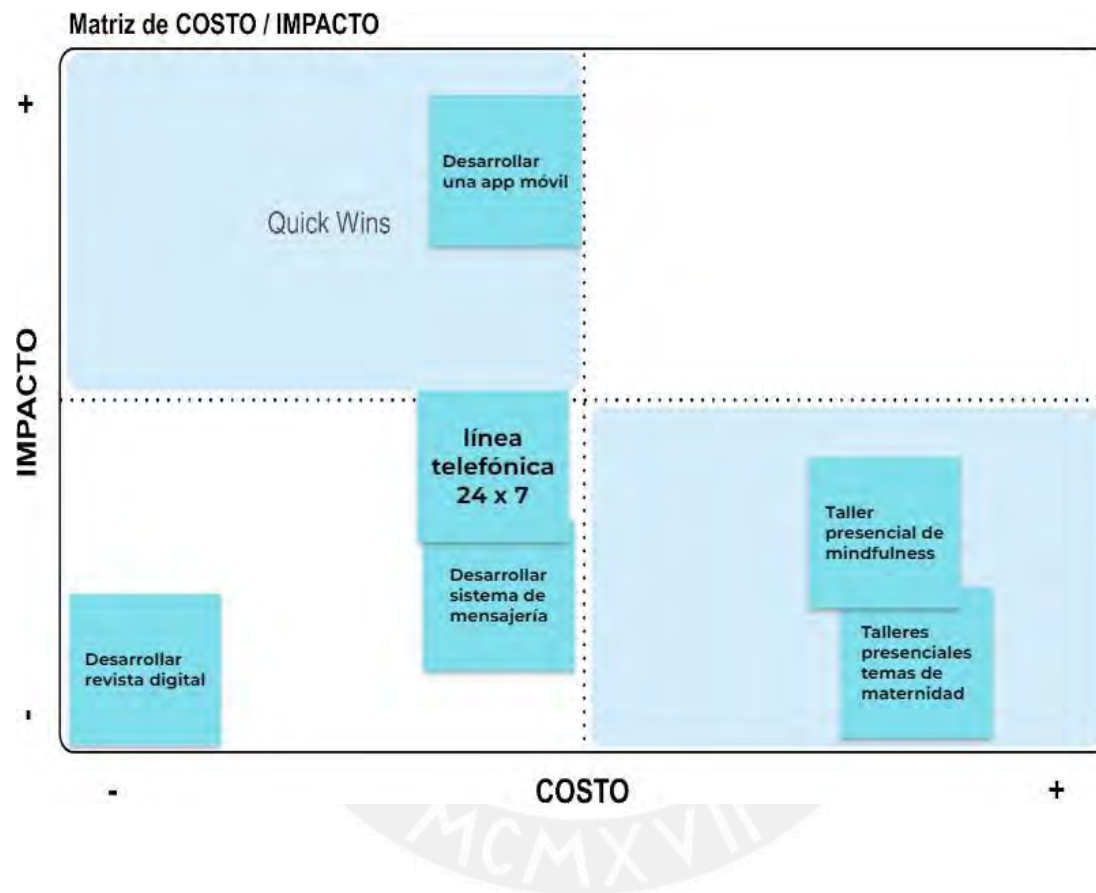 Matriz de COSTO / IMPACTO
+
Desarrollar
una app móvil
Quick Wins
IMPACTO
línea
telefónica
24 x 7
Taller
presencial de
mindfulness
Desarrollar
sistema de
mensajería
Desarrollar
revista digital
Talleres
presenciales
temas de
maternidad
-
-
COSTO
+
MCMXVII